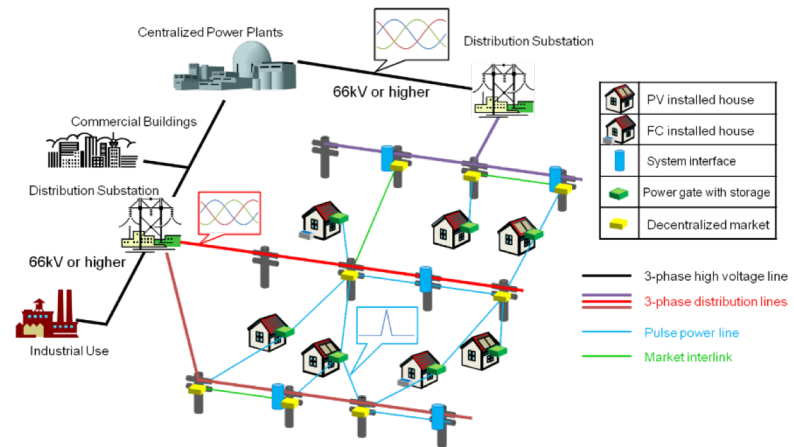 Centralized Power Plants
Distribution Substation
66kV or higher
Commercial Buildings
Distribution Substation
66kV or higher
Industrial Use
PV installed house
FC installed house
System interface
Power gate with storage
Decentralized market
3-phase high voltage line
3-phase distribution lines
Pulse power line
Market interlink